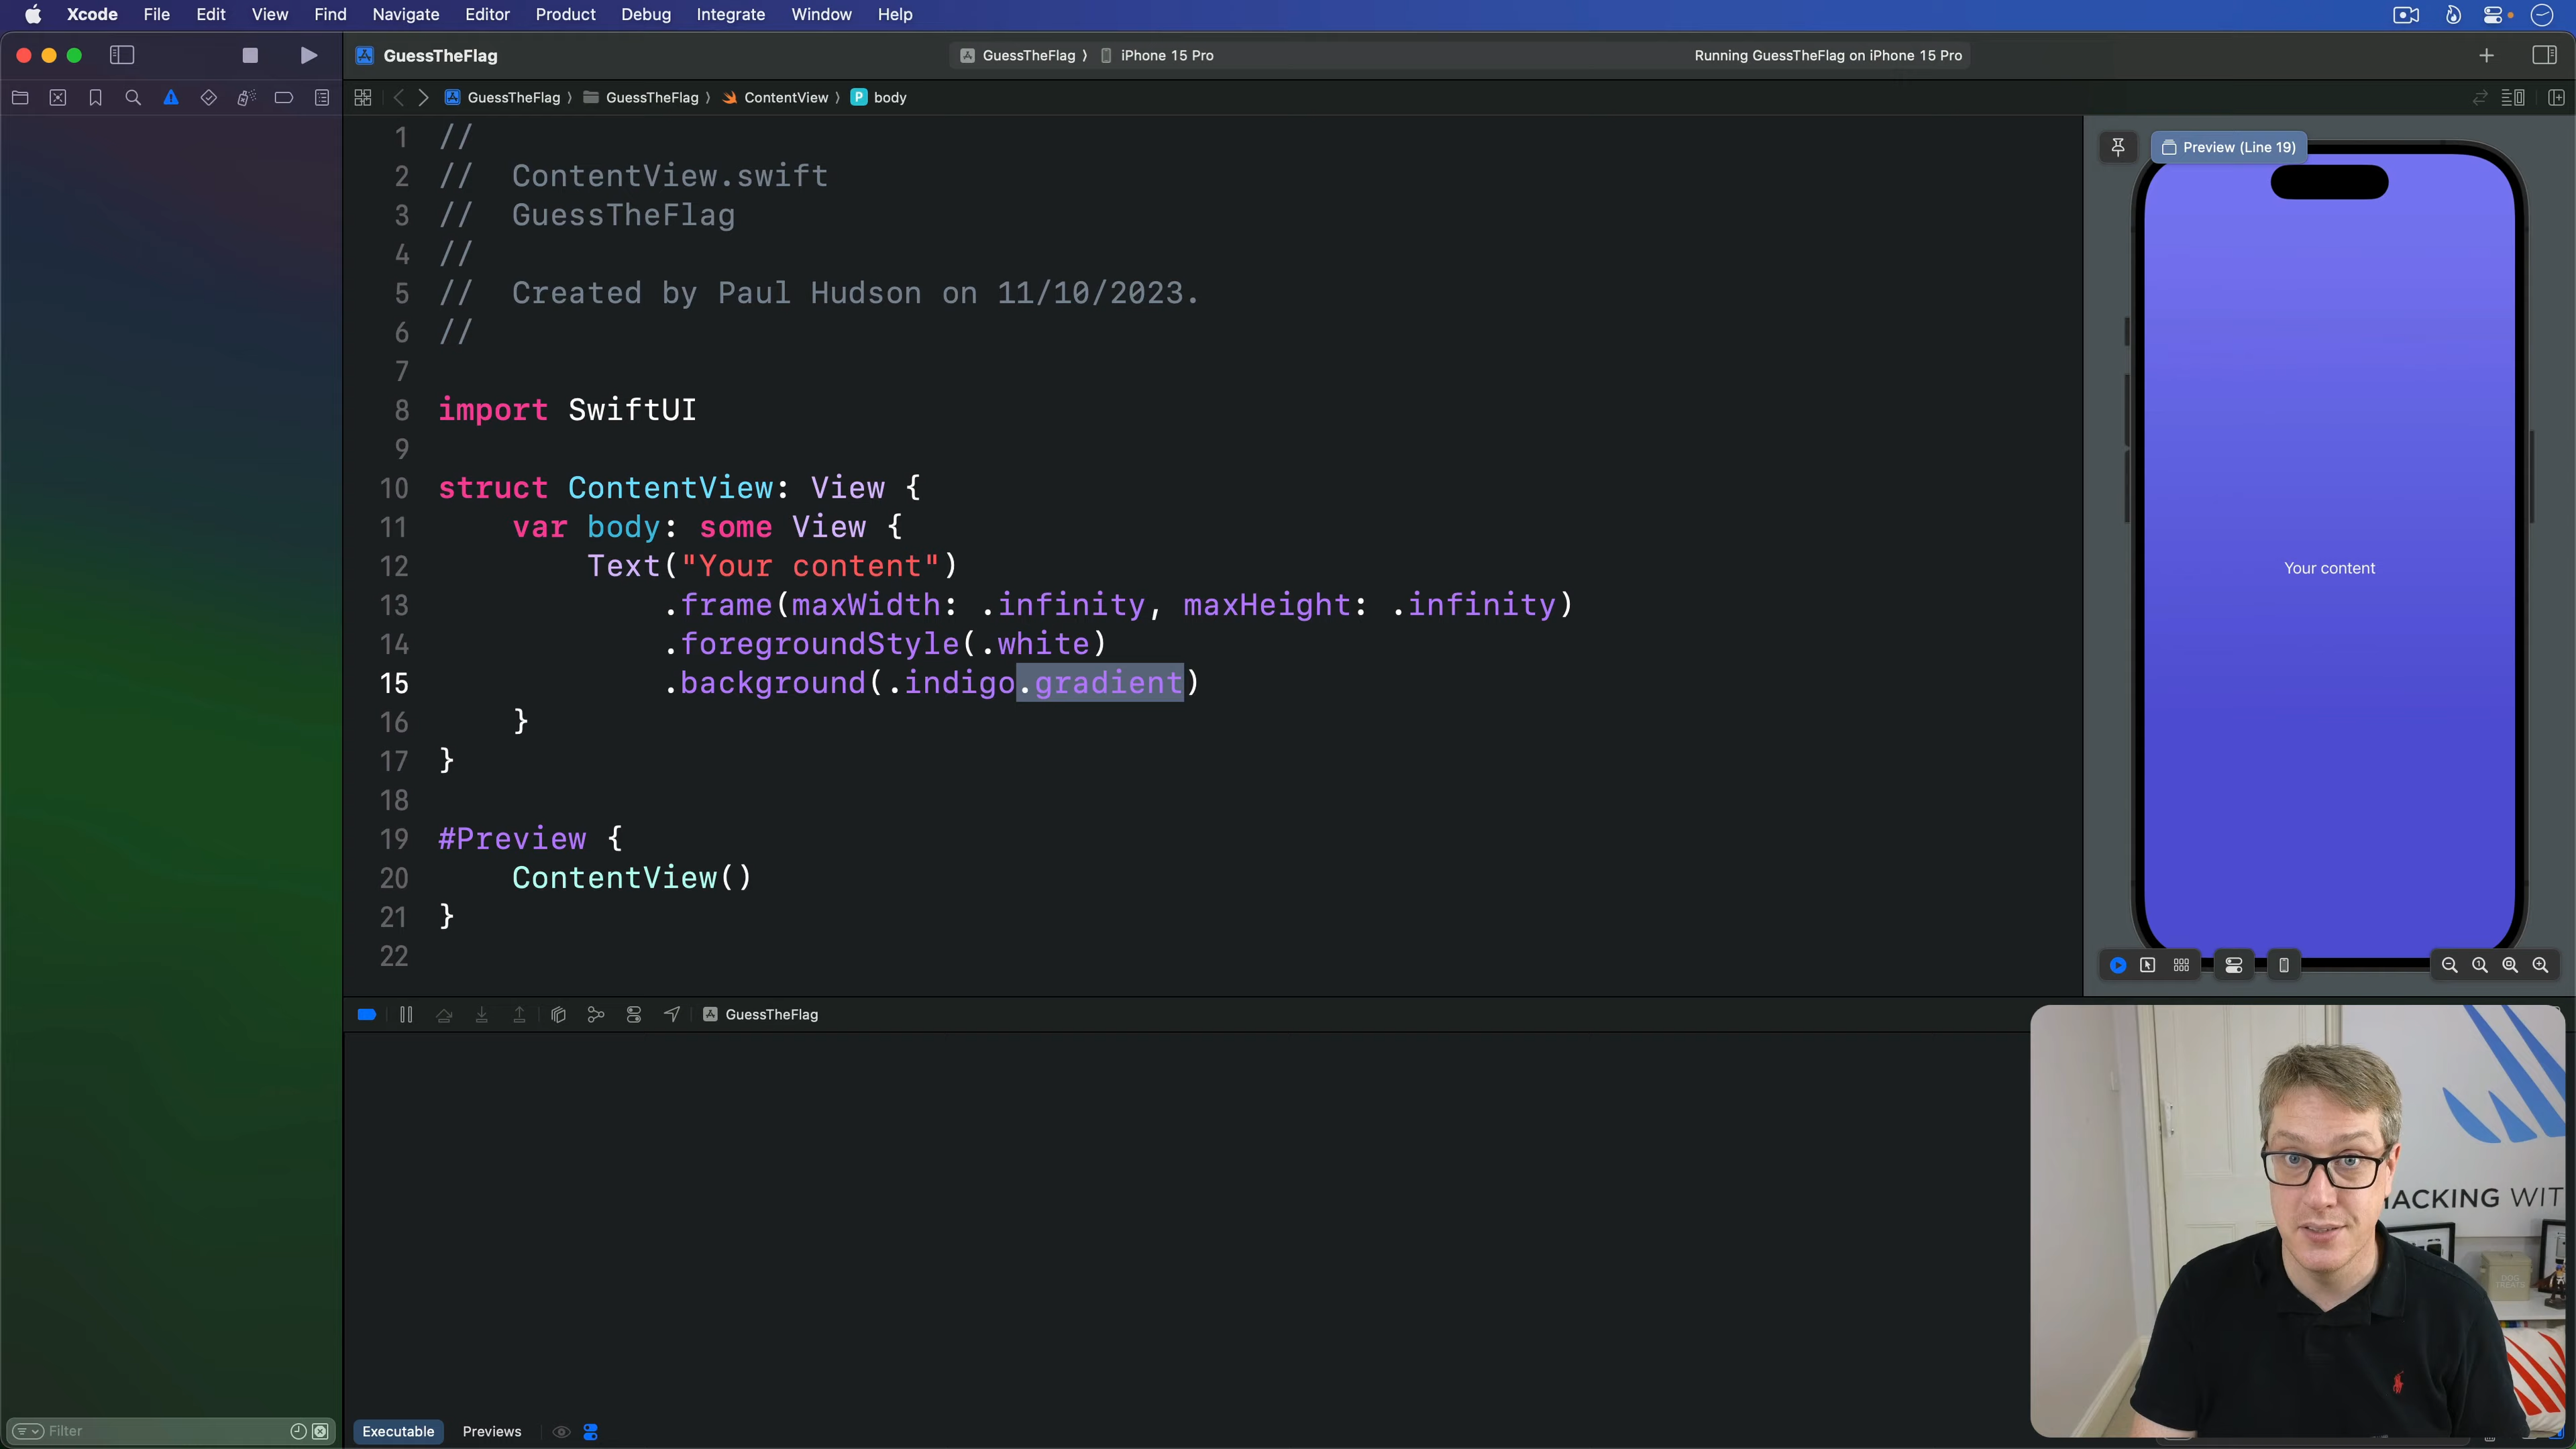 Xcode File Edit View Find Navigate Editor Product Debug Integrate Window Help
GuessTheFlag
GuessTheFlag ⟩ iPhone 15 Pro
Running GuessTheFlag on iPhone 15 Pro
GuessTheFlag ⟩ GuessTheFlag ⟩ ContentView ⟩ P body
1 //
2 //  ContentView.swift
3 //  GuessTheFlag
4 //
5 //  Created by Paul Hudson on 11/10/2023.
6 //
7
8 import SwiftUI
9
10 struct ContentView: View {
11     var body: some View {
12         Text("Your content")
13             .frame(maxWidth: .infinity, maxHeight: .infinity)
14             .foregroundStyle(.white)
15             .background(.indigo.gradient)
16     }
17 }
18
19 #Preview {
20     ContentView()
21 }
22
Preview (Line 19)
Your content
GuessTheFlag
HACKING WIT
DOG
TREATS
Filter
Executable Previews